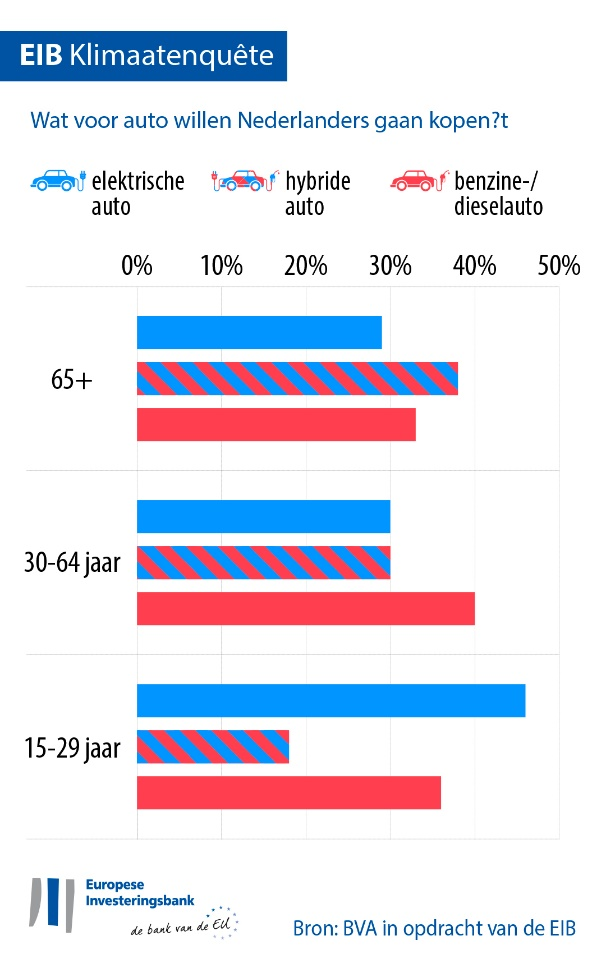 EIB Klimaatenquête
Wat voor auto willen Nederlanders gaan kopen?t
elektrische
auto
hybride
auto
benzine-/
dieselauto
0% 10% 20% 30% 40% 50%
65+
30-64 jaar
15-29 jaar
Europese
Investeringsbank
de bank van de EU
Bron: BVA in opdracht van de EIB